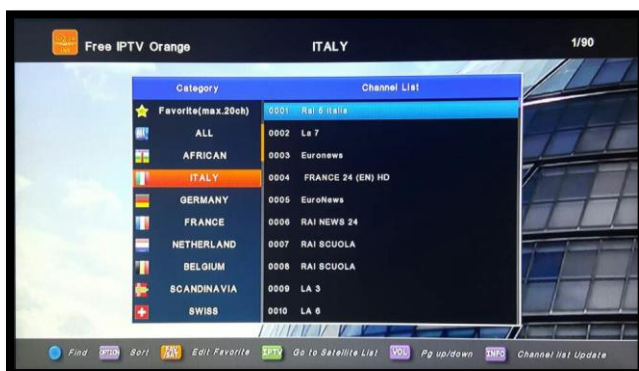 Free IPTV Orange
ITALY
1/90
Category
Channel List
Favorite(max.20ch)
0001 Rai 5 Italia
ALL
0002 La 7
AFRICAN
0003 Euronews
ITALY
0004 FRANCE 24 (EN) HD
GERMANY
0005 EuroNews
FRANCE
0006 RAI NEWS 24
NETHERLAND
0007 RAI SCUOLA
BELGIUM
0008 RAI SCUOLA
SCANDINAVIA
0009 LA 3
SWISS
0010 LA 6
Find OPTION Sort FAV/SAT Edit Favorite IPTV Go to Satellite List VOL Pg up/down INFO Channel list Update